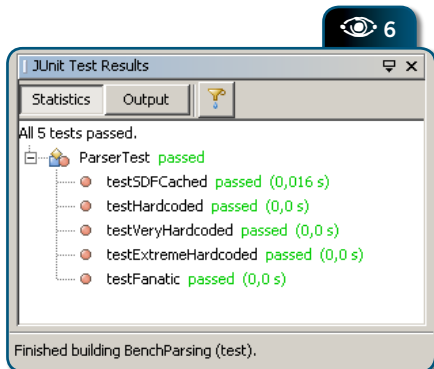 6
JUnit Test Results
Statistics Output
All 5 tests passed.
ParserTest passed
testSDFCached passed (0,016 s)
testHardcoded passed (0,0 s)
testVeryHardcoded passed (0,0 s)
testExtremeHardcoded passed (0,0 s)
testFanatic passed (0,0 s)
Finished building BenchParsing (test).